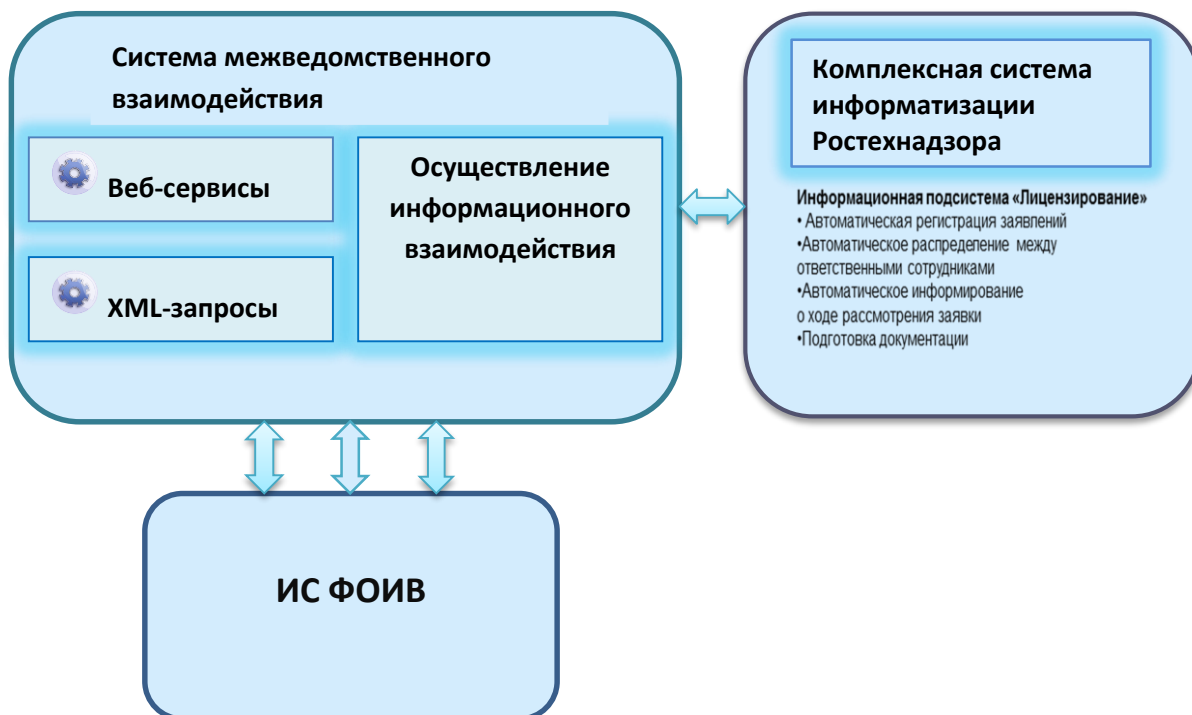 Система межведомственного
взаимодействия
Веб-сервисы
XML-запросы
Осуществление
информационного
взаимодействия
Комплексная система
информатизации
Ростехнадзора
Информационная подсистема «Лицензирование»
• Автоматическая регистрация заявлений
•Автоматическое распределение между
ответственными сотрудниками
•Автоматическое информирование
о ходе рассмотрения заявки
•Подготовка документации
ИС ФОИВ